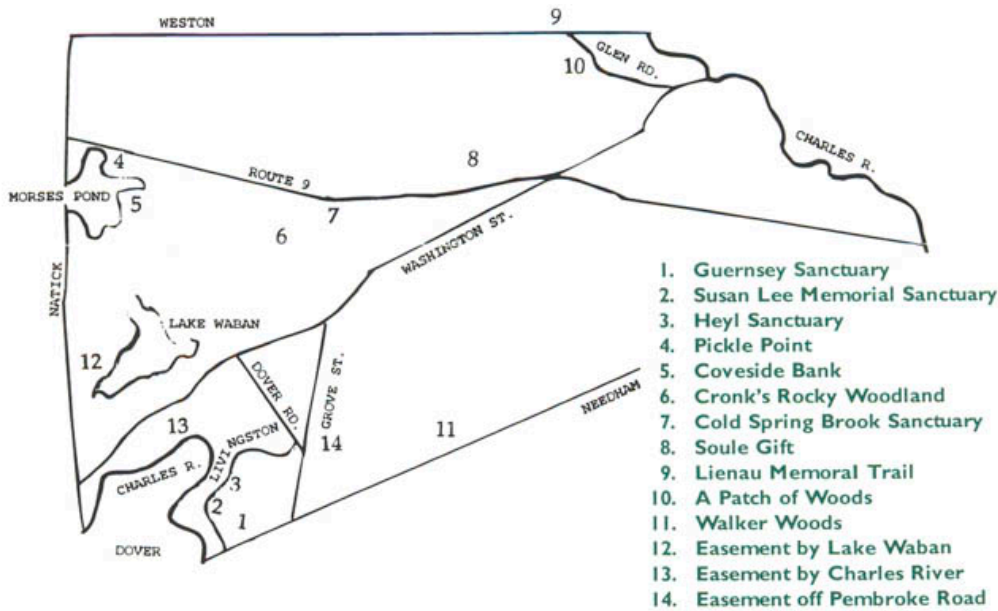 WESTON
9
GLEN RD.
10
CHARLES R.
4
8
ROUTE 9
MORSES POND
5
7
6
WASHINGTON ST.
NATICK
LAKE WABAN
12
DOVER RD.
GROVE ST.
NEEDHAM
13
LIVINGSTON
11
14
CHARLES R.
3
2
1
DOVER
1. Guernsey Sanctuary
2. Susan Lee Memorial Sanctuary
3. Heyl Sanctuary
4. Pickle Point
5. Coveside Bank
6. Cronk's Rocky Woodland
7. Cold Spring Brook Sanctuary
8. Soule Gift
9. Lienau Memoral Trail
10. A Patch of Woods
11. Walker Woods
12. Easement by Lake Waban
13. Easement by Charles River
14. Easement off Pembroke Road